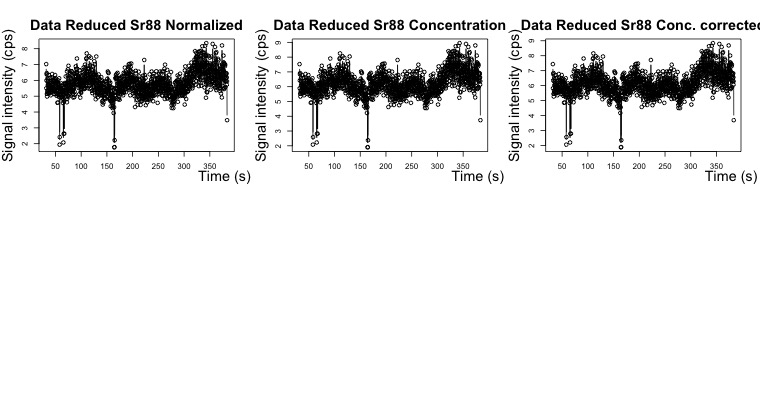 Data Reduced Sr88 Normalized
Signal intensity (cps)
8
7
6
5
4
3
2
50 100 150 200 250 300 350
Time (s)
Data Reduced Sr88 Concentration
Signal intensity (cps)
9
8
7
6
5
4
3
2
50 100 150 200 250 300 350
Time (s)
Data Reduced Sr88 Conc. corrected
Signal intensity (cps)
9
8
7
6
5
4
3
2
50 100 150 200 250 300 350
Time (s)